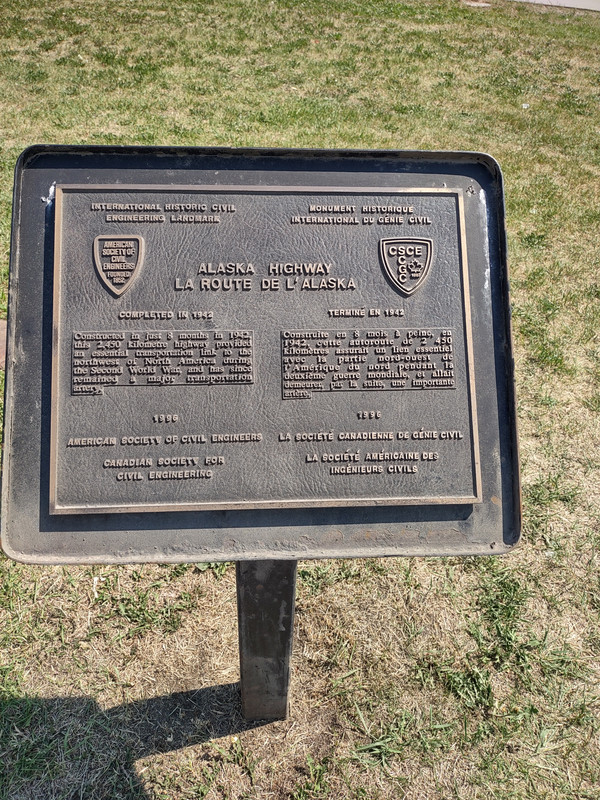 INTERNATIONAL HISTORIC CIVIL
ENGINEERING LANDMARK
MONUMENT HISTORIQUE
INTERNATIONAL DU GÉNIE CIVIL
AMERICAN
SOCIETY OF
CIVIL
ENGINEERS
FOUNDED
1852
CSCE
CGC
ALASKA HIGHWAY
LA ROUTE DE L'ALASKA
COMPLETED IN 1942
Constructed in just 8 months in 1942,
this 2,450 kilometre highway provided
an essential transportation link to the
northwest of North America during
the Second World War, and has since
remained a major transportation
artery.
1996
AMERICAN SOCIETY OF CIVIL ENGINEERS
CANADIAN SOCIETY FOR
CIVIL ENGINEERING
TERMINÉ EN 1942
Construite en 8 mois à peine, en
1942, cette autoroute de 2 450
kilomètres assurait un lien essentiel
avec la partie nord-ouest de
l'Amérique du nord pendant la
deuxième guerre mondiale, et allait
demeurer, par la suite, une importante
artère.
1996
LA SOCIÉTÉ CANADIENNE DE GÉNIE CIVIL
LA SOCIÉTÉ AMÉRICAINE DES
INGÉNIEURS CIVILS